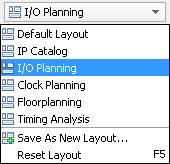 I/O Planning
Default Layout
IP Catalog
I/O Planning
Clock Planning
Floorplanning
Timing Analysis
Save As New Layout...
Reset Layout F5